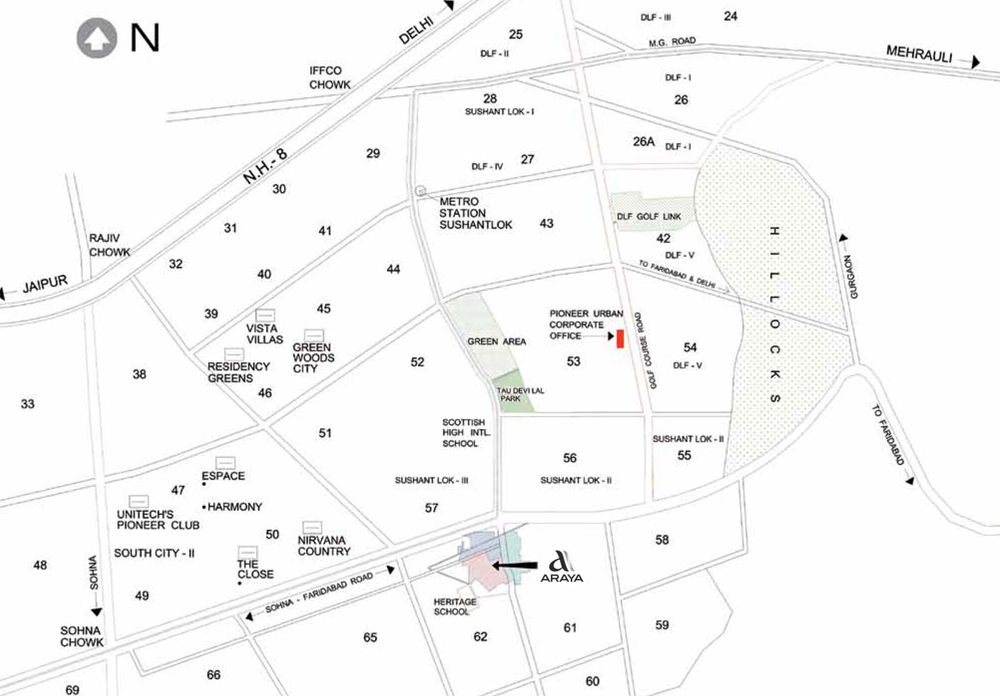 N
DELHI
25
DLF - II
DLF - III
24
M.G. ROAD
MEHRAULI
IFFCO
CHOWK
28
SUSHANT LOK - I
DLF - I
26
N.H.- 8
29
DLF - IV
27
26A
DLF - I
30
METRO
STATION
SUSHANTLOK
43
DLF GOLF LINK
42
DLF - V
31
41
RAJIV
CHOWK
32
40
44
TO FARIDABAD & DELHI
HILLOCKS
GURGAON
JAIPUR
39
45
VISTA
VILLAS
GREEN
WOODS
CITY
RESIDENCY
GREENS
46
38
33
52
GREEN AREA
PIONEER URBAN
CORPORATE
OFFICE
53
GOLF COURSE ROAD
54
DLF - V
TAU DEVI LAL
PARK
51
SCOTTISH
HIGH INTL.
SCHOOL
SUSHANT LOK - II
55
56
SUSHANT LOK - II
TO FARIDABAD
SUSHANT LOK - III
57
ESPACE
47
HARMONY
UNITECH'S
PIONEER CLUB
50
NIRVANA
COUNTRY
SOUTH CITY - II
THE
CLOSE
48
SOHNA
49
SOHNA - FARIDABAD ROAD
58
ARAYA
HERITAGE
SCHOOL
SOHNA
CHOWK
65
62
61
59
66
69
60